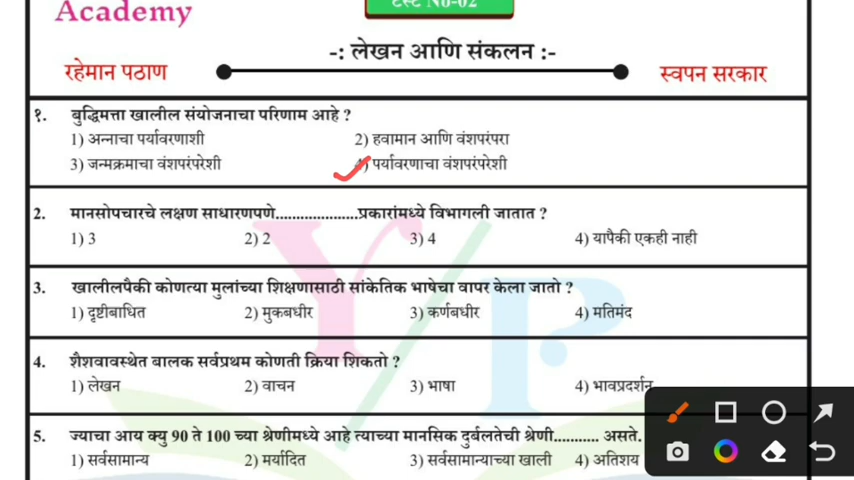 Academy
टेस्ट No-02
-: लेखन आणि संकलन :-
रहेमान पठाण
स्वपन सरकार
१. बुद्धिमत्ता खालील संयोजनाचा परिणाम आहे ?
1) अन्नाचा पर्यावरणाशी 2) हवामान आणि वंशपरंपरा
3) जन्मक्रमाचा वंशपरंपरेशी 4) पर्यावरणाचा वंशपरंपरेशी
2. मानसोपचारचे लक्षण साधारणपणे....................प्रकारांमध्ये विभागली जातात ?
1) 3 2) 2 3) 4 4) यापैकी एकही नाही
3. खालीलपैकी कोणत्या मुलांच्या शिक्षणासाठी सांकेतिक भाषेचा वापर केला जातो ?
1) दृष्टीबाधित 2) मुकबधीर 3) कर्णबधीर 4) मतिमंद
4. शैशवावस्थेत बालक सर्वप्रथम कोणती क्रिया शिकतो ?
1) लेखन 2) वाचन 3) भाषा 4) भावप्रदर्शन
5. ज्याचा आय क्यु 90 ते 100 च्या श्रेणीमध्ये आहे त्याच्या मानसिक दुर्बलतेची श्रेणी........... असते.
1) सर्वसामान्य 2) मर्यादित 3) सर्वसामान्याच्या खाली 4) अतिशय